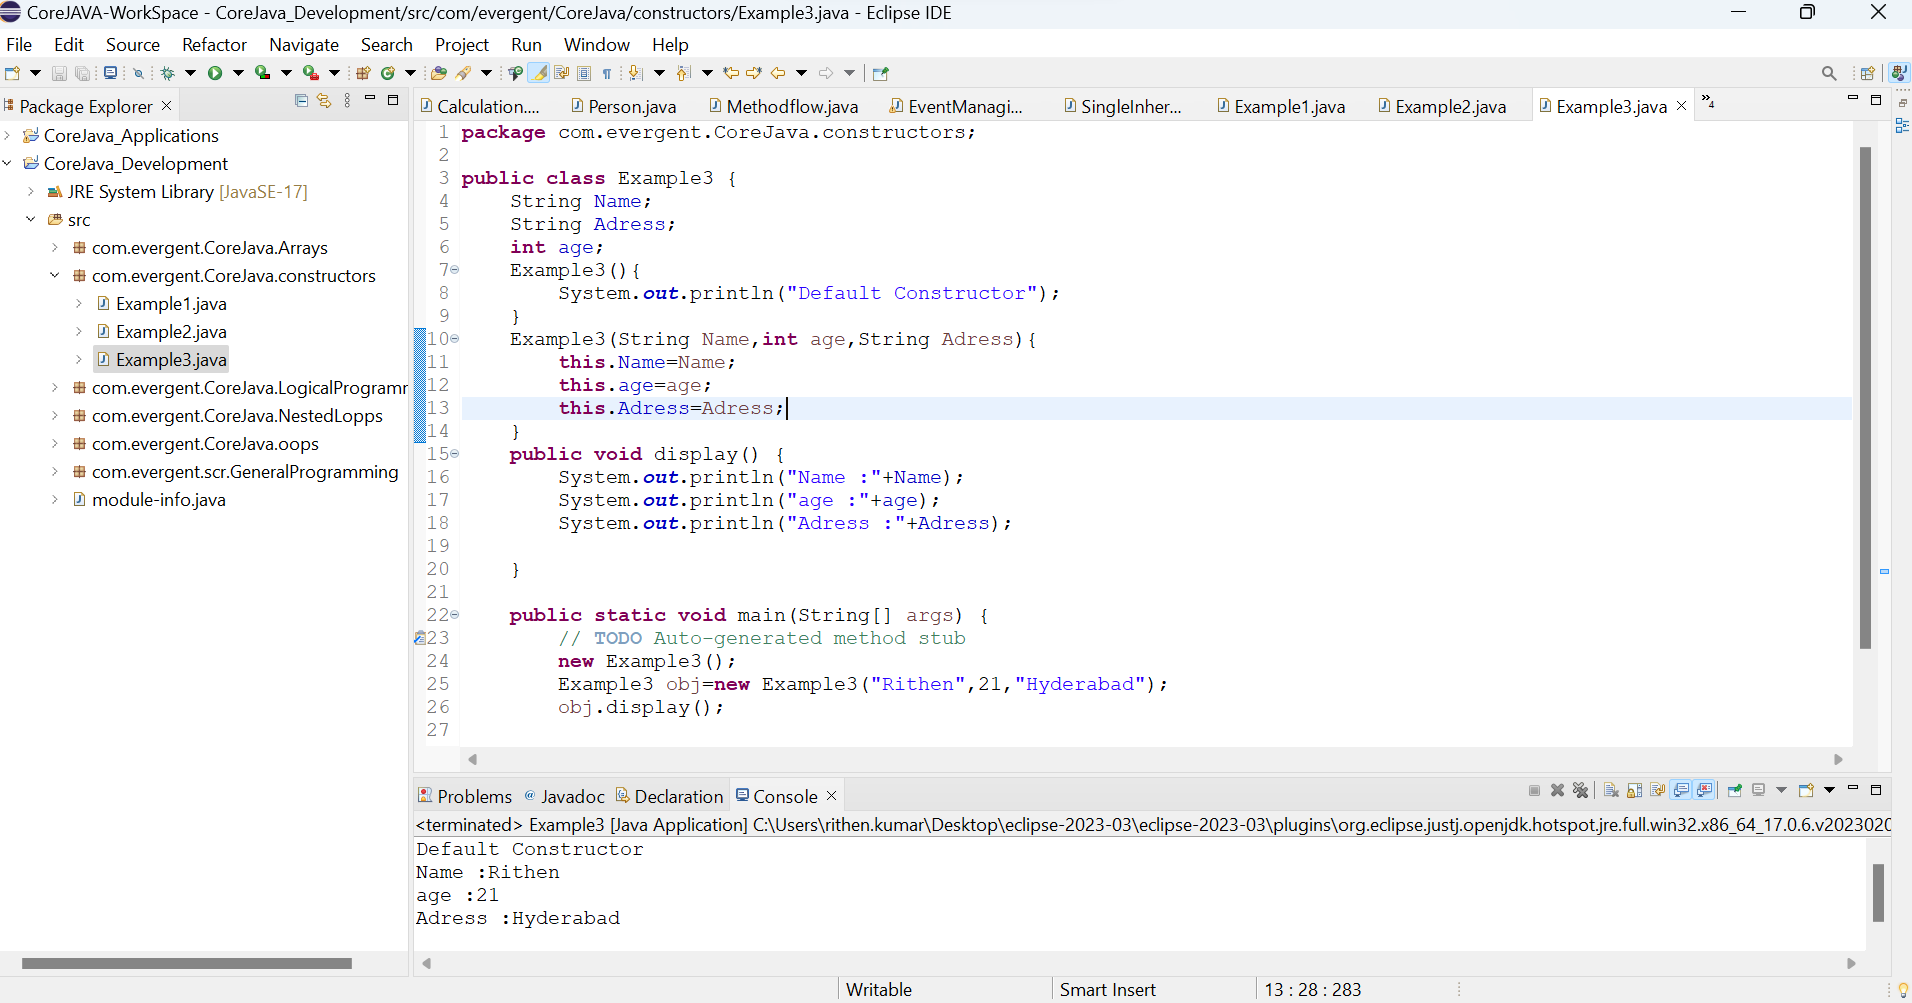 CoreJAVA-WorkSpace - CoreJava_Development/src/com/evergent/CoreJava/constructors/Example3.java - Eclipse IDE
File Edit Source Refactor Navigate Search Project Run Window Help
Package Explorer
CoreJava_Applications
CoreJava_Development
JRE System Library [JavaSE-17]
src
com.evergent.CoreJava.Arrays
com.evergent.CoreJava.constructors
Example1.java
Example2.java
Example3.java
com.evergent.CoreJava.LogicalProgramr
com.evergent.CoreJava.NestedLopps
com.evergent.CoreJava.oops
com.evergent.scr.GeneralProgramming
module-info.java
Calculation.... Person.java Methodflow.java EventManagi... SingleInher... Example1.java Example2.java Example3.java »4
1 package com.evergent.CoreJava.constructors;
2
3 public class Example3 {
4 String Name;
5 String Adress;
6 int age;
7 Example3(){
8 System.out.println("Default Constructor");
9 }
10 Example3(String Name,int age,String Adress){
11 this.Name=Name;
12 this.age=age;
13 this.Adress=Adress;
14 }
15 public void display() {
16 System.out.println("Name :"+Name);
17 System.out.println("age :"+age);
18 System.out.println("Adress :"+Adress);
19
20 }
21
22 public static void main(String[] args) {
23 // TODO Auto-generated method stub
24 new Example3();
25 Example3 obj=new Example3("Rithen",21,"Hyderabad");
26 obj.display();
27
Problems Javadoc Declaration Console
<terminated> Example3 [Java Application] C:\Users\rithen.kumar\Desktop\eclipse-2023-03\eclipse-2023-03\plugins\org.eclipse.justj.openjdk.hotspot.jre.full.win32.x86_64_17.0.6.v2023020
Default Constructor
Name :Rithen
age :21
Adress :Hyderabad
Writable Smart Insert 13 : 28 : 283